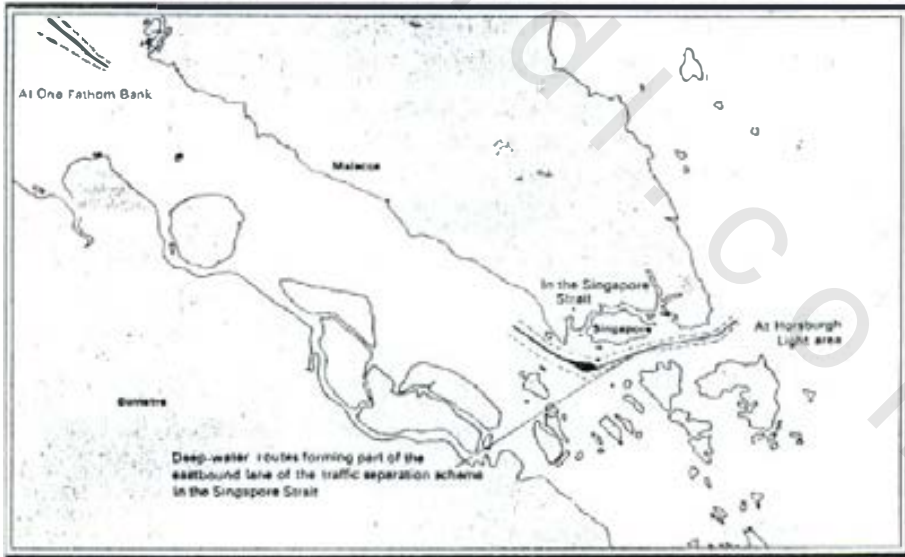 At One Fathom Bank
Malacca
In the Singapore
Strait
Singapore
At Horsburgh
Light area
Sumatra
Deep-water routes forming part of the
eastbound lane of the traffic separation scheme
in the Singapore Strait